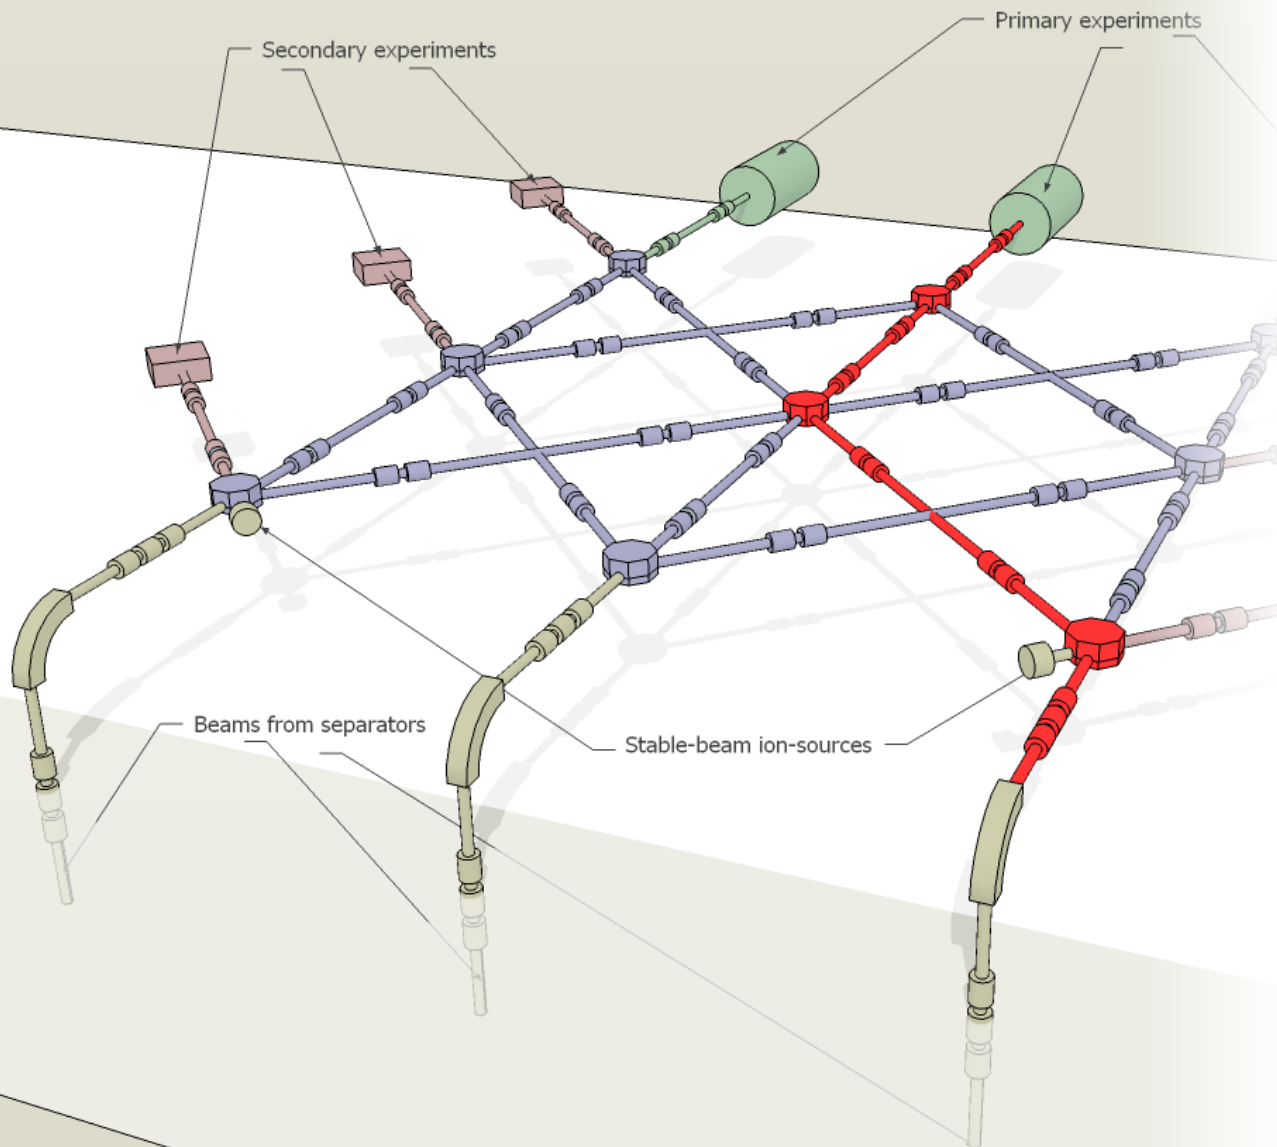 Primary experiments
Secondary experiments
Beams from separators
Stable-beam ion-sources